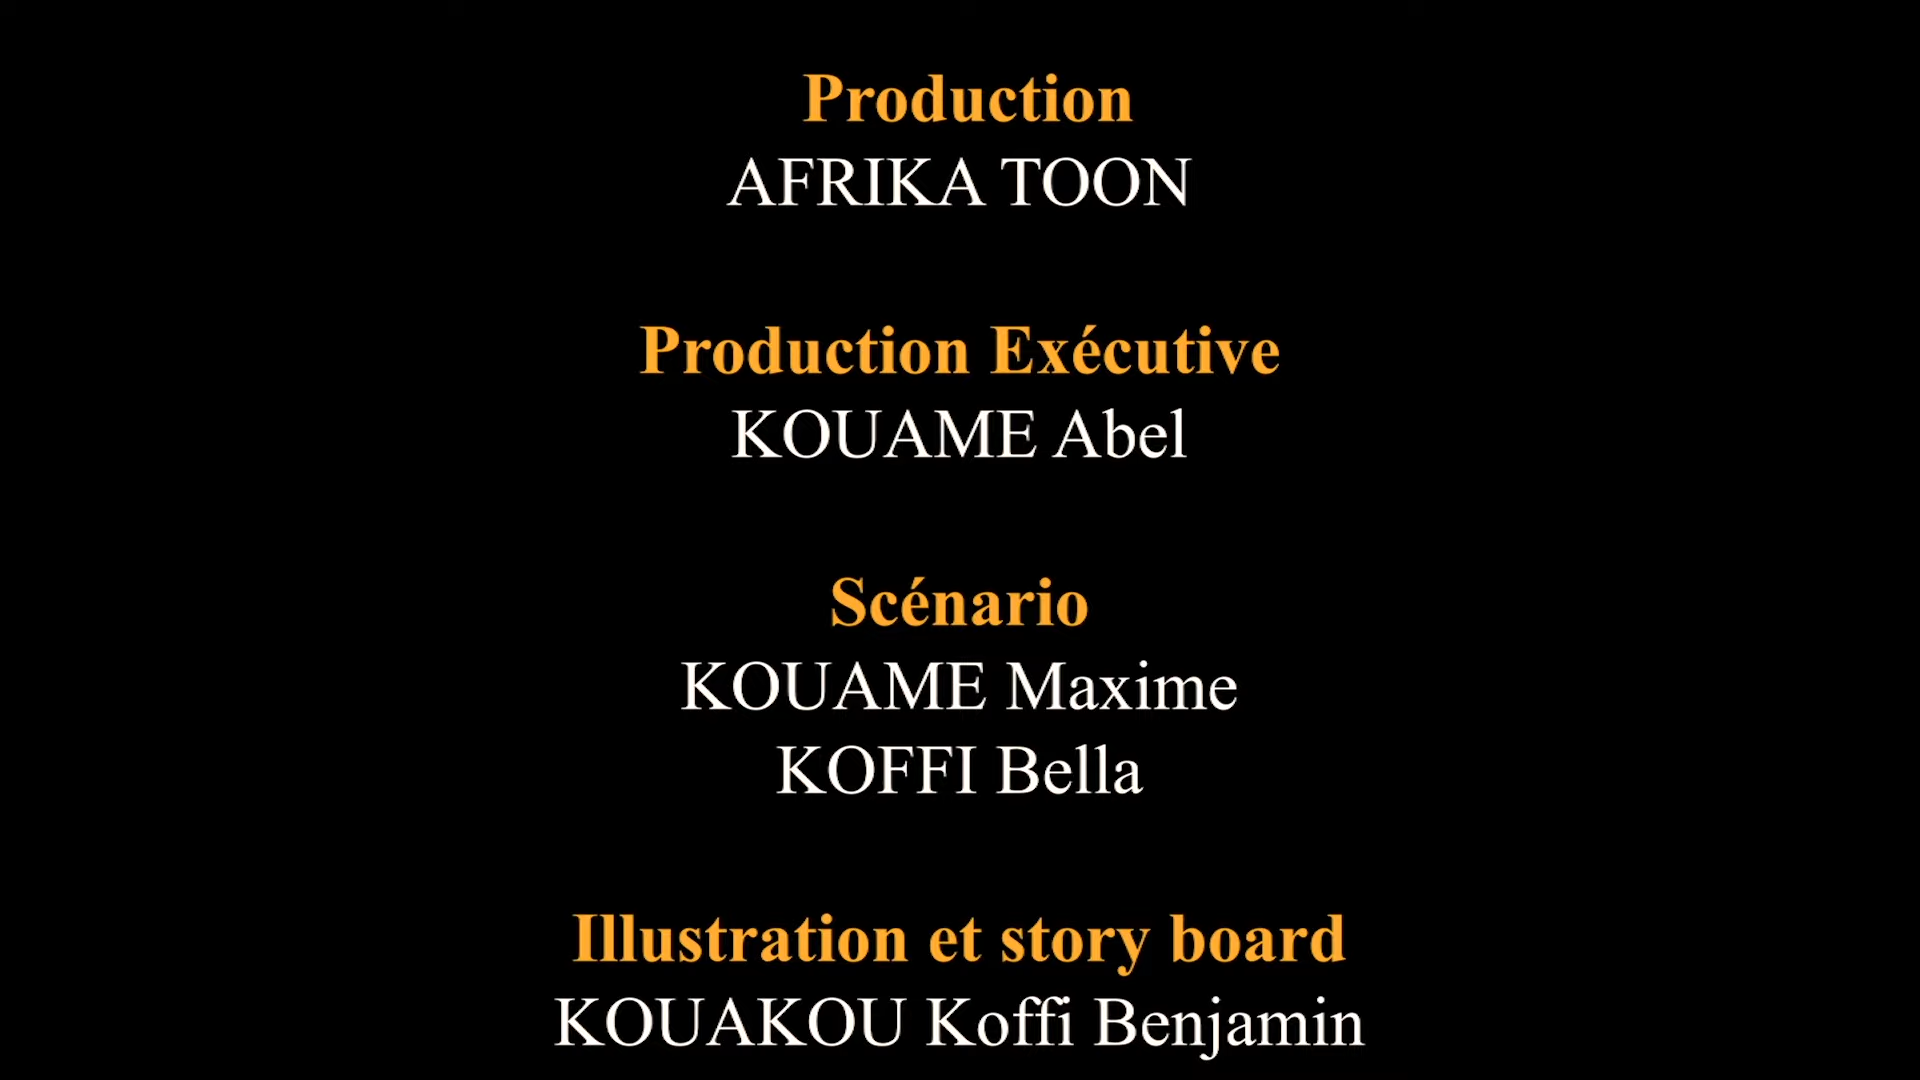 Production
AFRIKA TOON
Production Exécutive
KOUAME Abel
Scénario
KOUAME Maxime
KOFFI Bella
Illustration et story board
KOUAKOU Koffi Benjamin